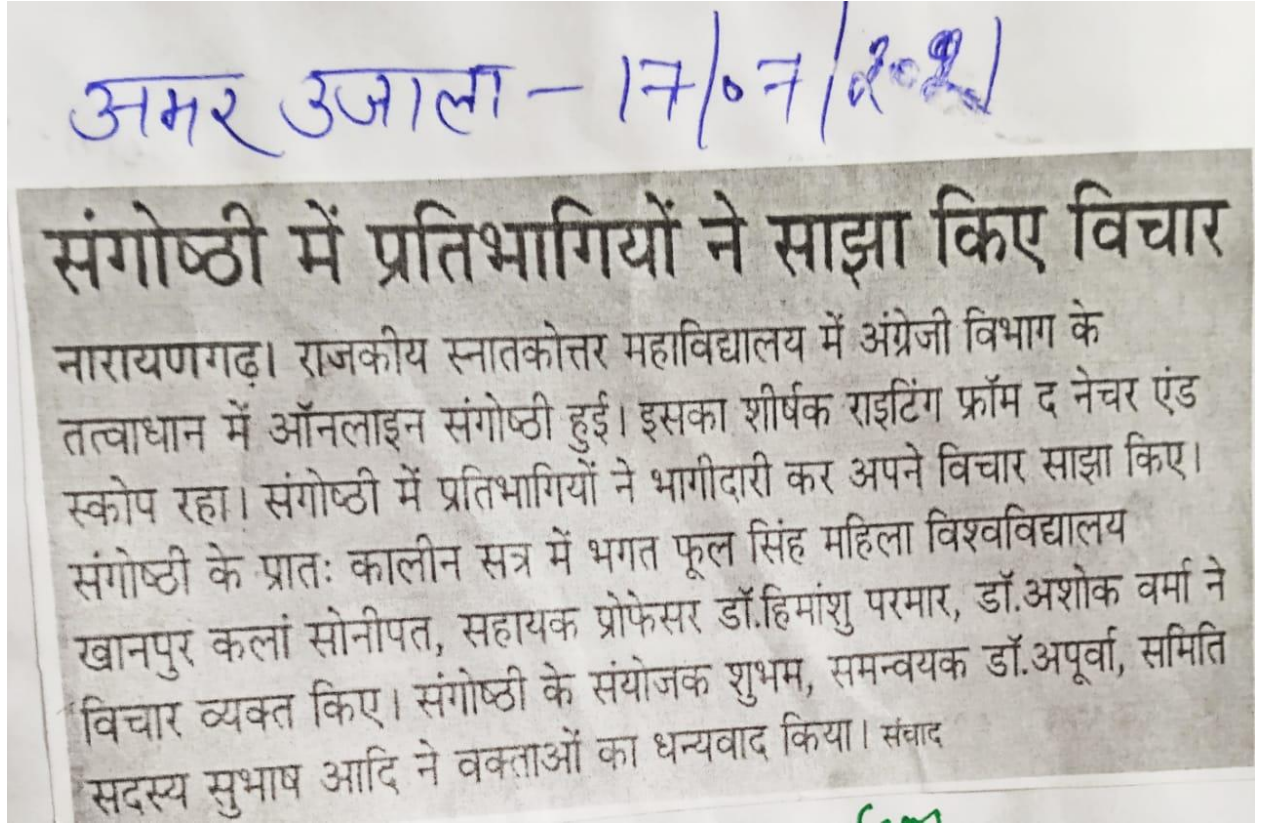 अमर उजाला - 17/07/2021
संगोष्ठी में प्रतिभागियों ने साझा किए विचार
नारायणगढ़। राजकीय स्नातकोत्तर महाविद्यालय में अंग्रेजी विभाग के
तत्वाधान में ऑनलाइन संगोष्ठी हुई। इसका शीर्षक राइटिंग फ्रॉम द नेचर एंड
स्कोप रहा। संगोष्ठी में प्रतिभागियों ने भागीदारी कर अपने विचार साझा किए।
संगोष्ठी के प्रातः कालीन सत्र में भगत फूल सिंह महिला विश्वविद्यालय
खानपुर कलां सोनीपत, सहायक प्रोफेसर डॉ.हिमांशु परमार, डॉ.अशोक वर्मा ने
विचार व्यक्त किए। संगोष्ठी के संयोजक शुभम, समन्वयक डॉ.अपूर्वा, समिति
सदस्य सुभाष आदि ने वक्ताओं का धन्यवाद किया। संवाद